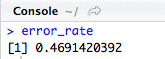 Console ~/
> error_rate
[1] 0.4691420392